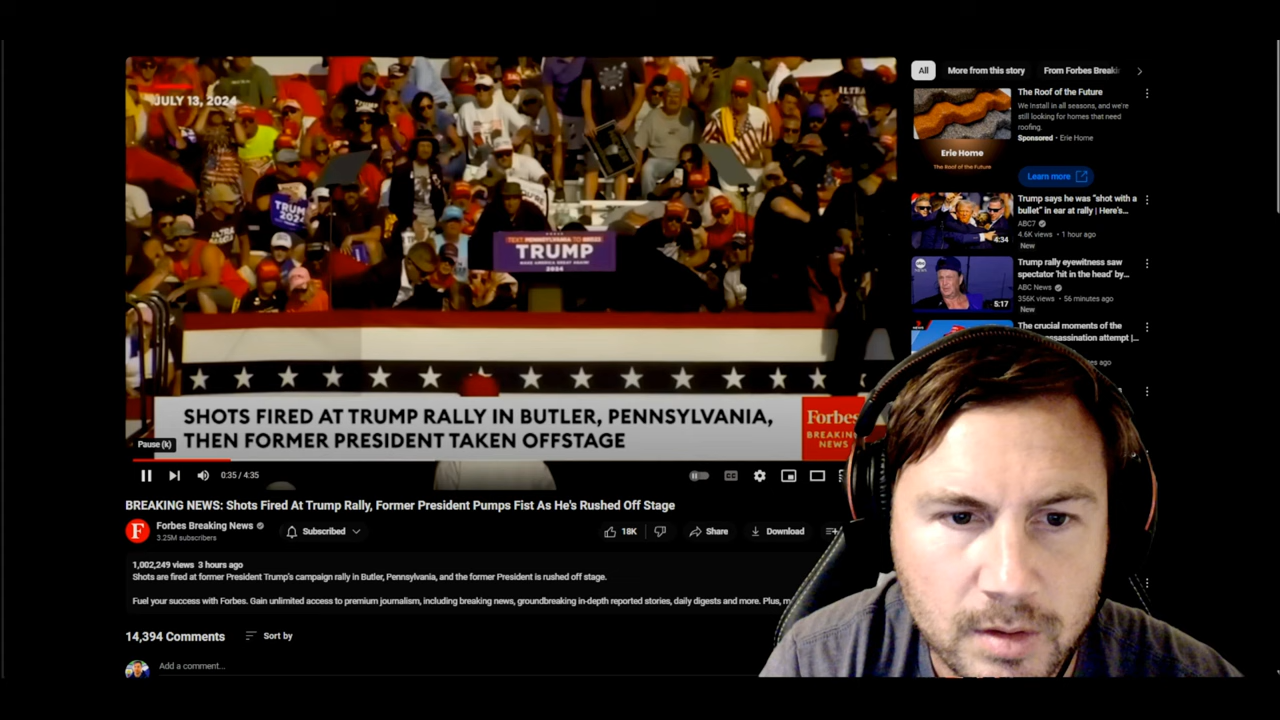 JULY 13, 2024
TRUMP
2024
TRUMP
2024
SHOTS FIRED AT TRUMP RALLY IN BUTLER, PENNSYLVANIA,
THEN FORMER PRESIDENT TAKEN OFFSTAGE
Forbes
BREAKING
NEWS
Pause (k)
0:35 / 4:35
CC
BREAKING NEWS: Shots Fired At Trump Rally, Former President Pumps Fist As He's Rushed Off Stage
F
Forbes Breaking News
3.25M subscribers
Subscribed
18K
Share
Download
1,002,249 views 3 hours ago
Shots are fired at former President Trump's campaign rally in Butler, Pennsylvania, and the former President is rushed off stage.
Fuel your success with Forbes. Gain unlimited access to premium journalism, including breaking news, groundbreaking in-depth reported stories, daily digests and more. Plus,
14,394 Comments
Sort by
Add a comment...
All
More from this story
From Forbes Breaki
Erie Home
The Roof of the Future
The Roof of the Future
We Install in all seasons, and we're
still looking for homes that need
roofing.
Sponsored · Erie Home
Learn more
4:34
Trump says he was "shot with a
bullet" in ear at rally | Here's...
ABC7
4.6K views · 1 hour ago
New
5:17
Trump rally eyewitness saw
spectator 'hit in the head' by...
ABC News
356K views · 56 minutes ago
New
The crucial moments of the
assassination attempt |...